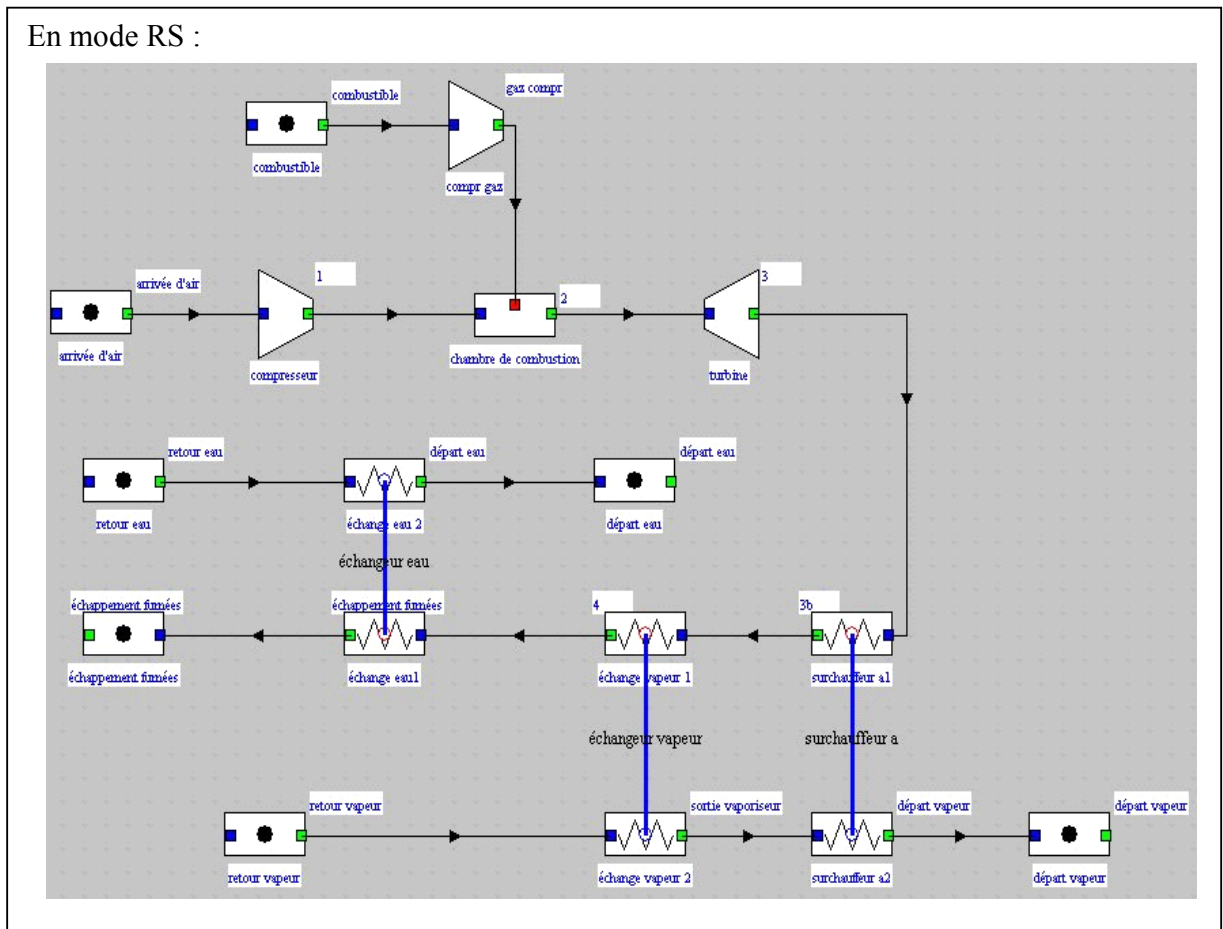 En mode RS :
combustible
gaz compr
combustible
compr gaz
arrivée d'air
1
2
3
arrivée d'air
compresseur
chambre de combustion
turbine
retour eau
départ eau
départ eau
retour eau
échange eau 2
départ eau
échangeur eau
échappement fumées
échappement fumées
4
3b
échappement fumées
échange eau1
échange vapeur 1
surchauffeur a1
échangeur vapeur
surchauffeur a
retour vapeur
sortie vaporiseur
départ vapeur
départ vapeur
retour vapeur
échange vapeur 2
surchauffeur a2
départ vapeur